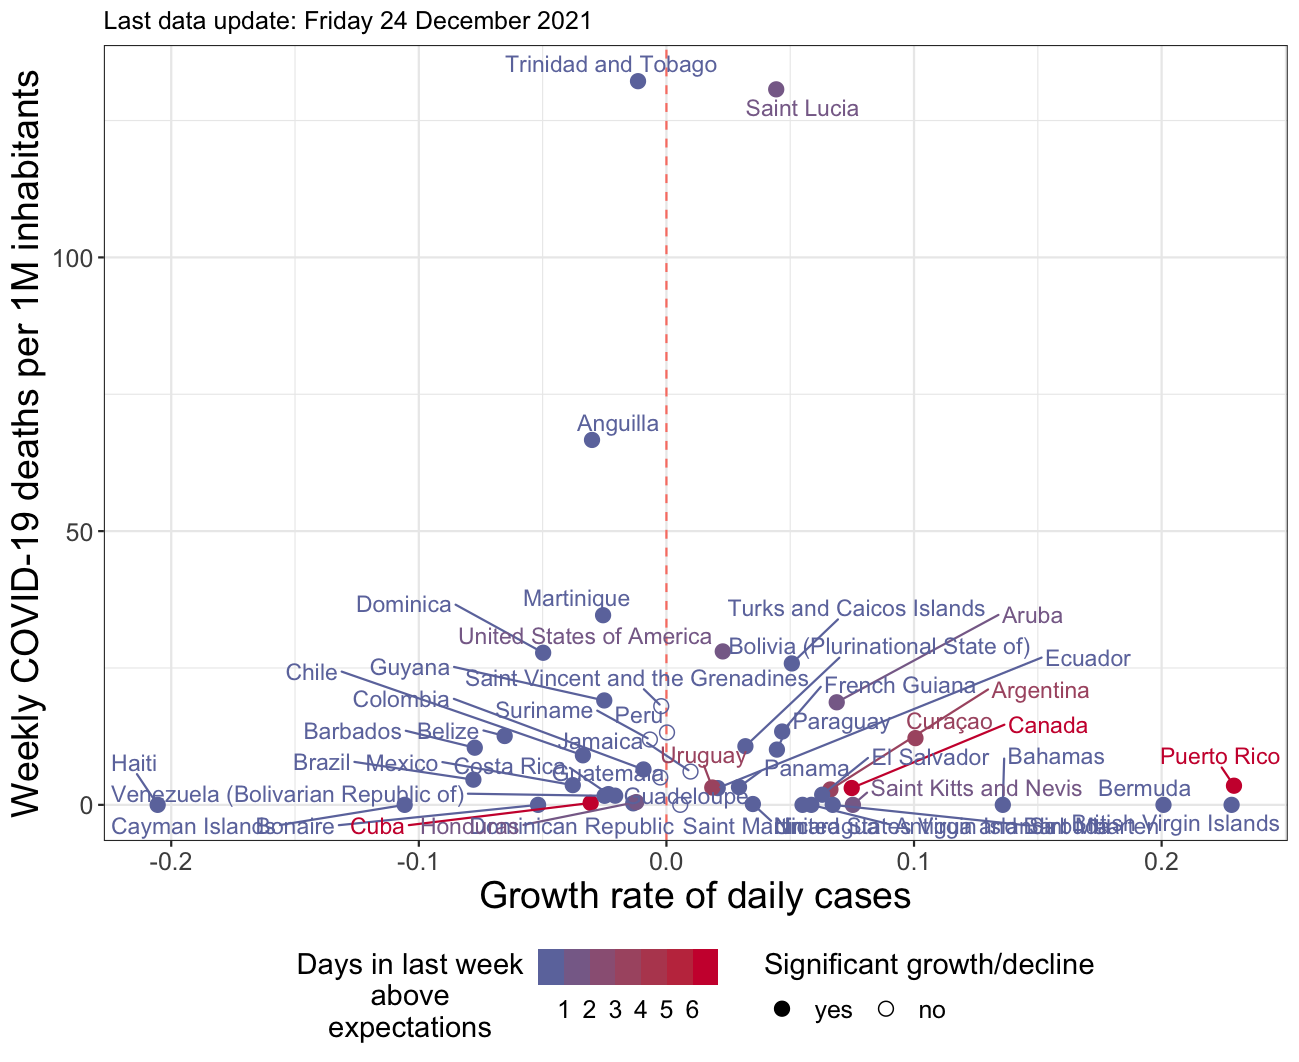 Last data update: Friday 24 December 2021
Weekly COVID-19 deaths per 1M inhabitants
Trinidad and Tobago
Saint Lucia
100
Anguilla
50
Dominica
Martinique
Turks and Caicos Islands
Aruba
United States of America
Bolivia (Plurinational State of)
Ecuador
Chile
Guyana
Saint Vincent and the Grenadines
French Guiana
Argentina
Colombia
Suriname
Peru
Paraguay
Curaçao
Canada
Barbados
Belize
Jamaica
Uruguay
El Salvador
Bahamas
Puerto Rico
Haiti
Brazil
Mexico
Costa Rica
Guatemala
Panama
Saint Kitts and Nevis
Bermuda
Venezuela (Bolivarian Republic of)
Guadeloupe
0
Cayman Islands
Bonaire
Cuba
Honduras
Dominican Republic
British Virgin Islands
-0.2
-0.1
0.0
0.1
0.2
Growth rate of daily cases
Days in last week
above
expectations
1 2 3 4 5 6
Significant growth/decline
yes
no